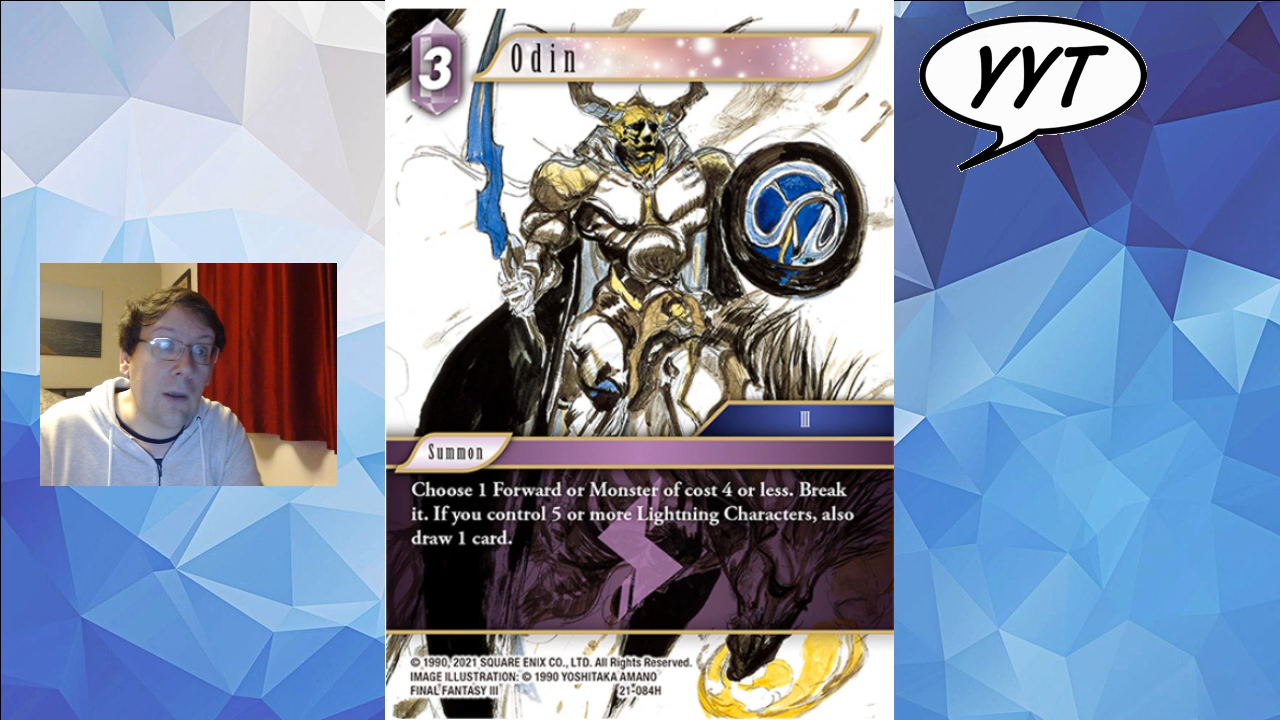 3
Odin
YYT
III
Summon
Choose 1 Forward or Monster of cost 4 or less. Break
it. If you control 5 or more Lightning Characters, also
draw 1 card.
© 1990, 2021 SQUARE ENIX CO., LTD. All Rights Reserved.
IMAGE ILLUSTRATION: © 1990 YOSHITAKA AMANO
FINAL FANTASY III 21-084H